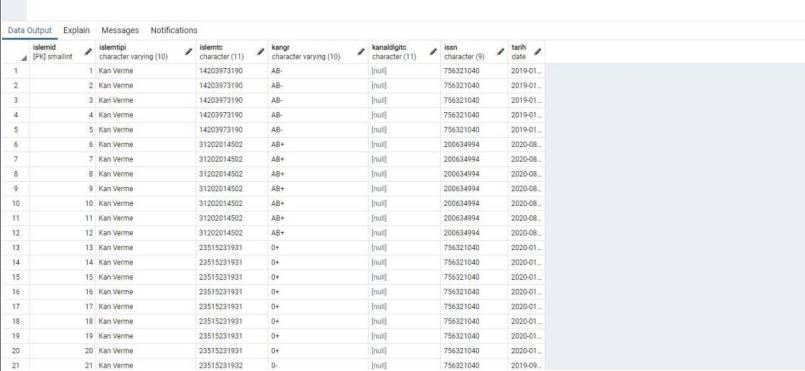 Data Output Explain Messages Notifications
islemid islemtipi islemtc kangr kanaldigitc issn tarih
[PK] smallint character varying (10) character (11) character varying (10) character (11) character (9) date
1 1 Kan Verme 14203973190 AB- [null] 756321040 2019-01...
2 2 Kan Verme 14203973190 AB- [null] 756321040 2019-01...
3 3 Kan Verme 14203973190 AB- [null] 756321040 2019-01...
4 4 Kan Verme 14203973190 AB- [null] 756321040 2019-01...
5 5 Kan Verme 14203973190 AB- [null] 756321040 2019-01...
6 6 Kan Verme 31202014502 AB+ [null] 200634994 2020-08...
7 7 Kan Verme 31202014502 AB+ [null] 200634994 2020-08...
8 8 Kan Verme 31202014502 AB+ [null] 200634994 2020-08...
9 9 Kan Verme 31202014502 AB+ [null] 200634994 2020-08...
10 10 Kan Verme 31202014502 AB+ [null] 200634994 2020-08...
11 11 Kan Verme 31202014502 AB+ [null] 200634994 2020-08...
12 12 Kan Verme 31202014502 AB+ [null] 200634994 2020-08...
13 13 Kan Verme 23515231931 0+ [null] 756321040 2020-01...
14 14 Kan Verme 23515231931 0+ [null] 756321040 2020-01...
15 15 Kan Verme 23515231931 0+ [null] 756321040 2020-01...
16 16 Kan Verme 23515231931 0+ [null] 756321040 2020-01...
17 17 Kan Verme 23515231931 0+ [null] 756321040 2020-01...
18 18 Kan Verme 23515231931 0+ [null] 756321040 2020-01...
19 19 Kan Verme 23515231931 0+ [null] 756321040 2020-01...
20 20 Kan Verme 23515231931 0+ [null] 756321040 2020-01...
21 21 Kan Verme 23515231932 0- [null] 756321040 2019-09...